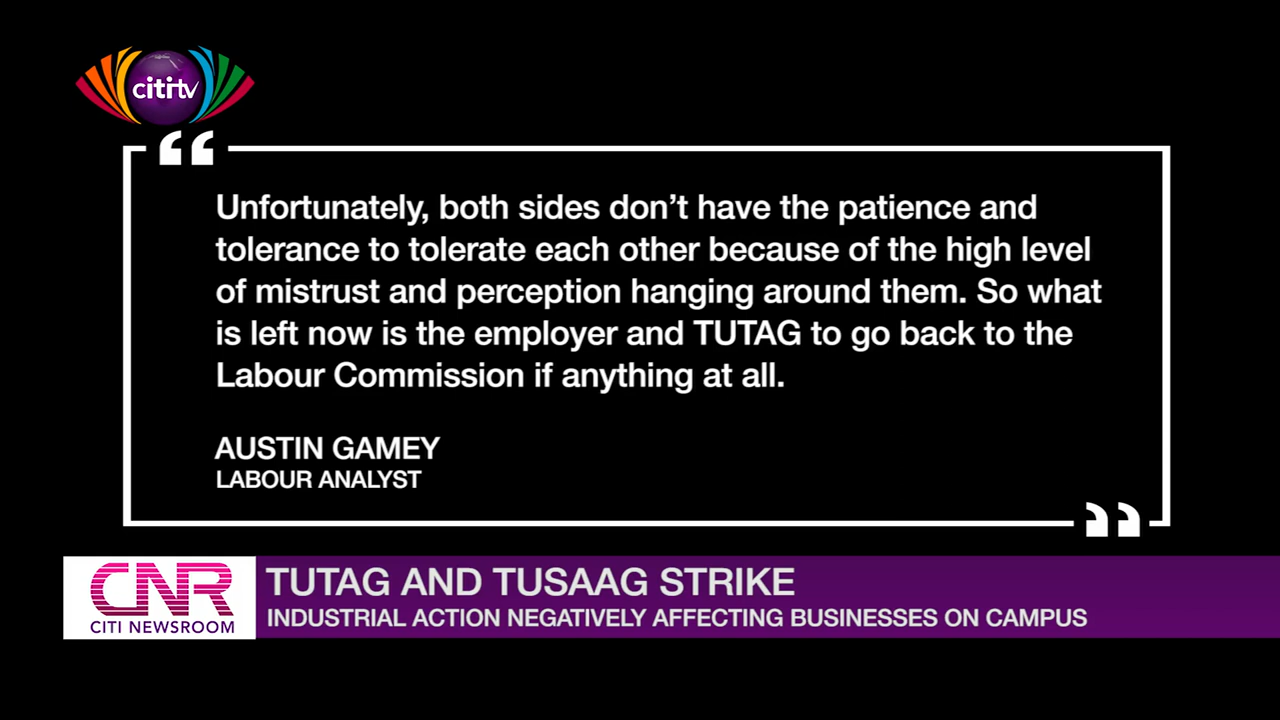 citi tv
Unfortunately, both sides don’t have the patience and
tolerance to tolerate each other because of the high level
of mistrust and perception hanging around them. So what
is left now is the employer and TUTAG to go back to the
Labour Commission if anything at all.
AUSTIN GAMEY
LABOUR ANALYST
CNR
CITI NEWSROOM
TUTAG AND TUSAAG STRIKE
INDUSTRIAL ACTION NEGATIVELY AFFECTING BUSINESSES ON CAMPUS